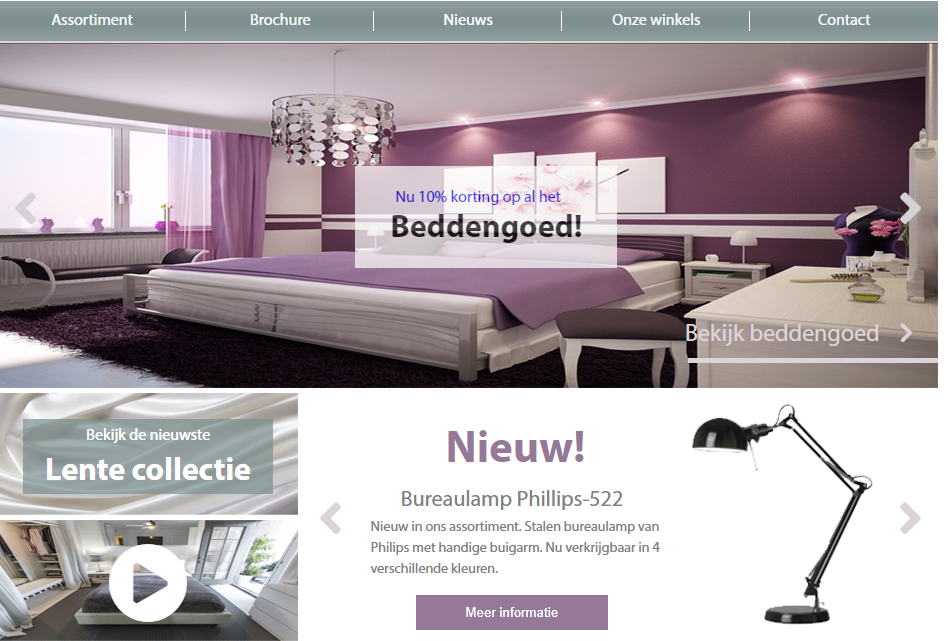 Assortiment Brochure Nieuws Onze winkels Contact
Nu 10% korting op al het
Beddengoed!
Bekijk beddengoed
Bekijk de nieuwste
Lente collectie
Nieuw!
Bureaulamp Phillips-522
Nieuw in ons assortiment. Stalen bureaulamp van
Philips met handige buigarm. Nu verkrijgbaar in 4
verschillende kleuren.
Meer informatie